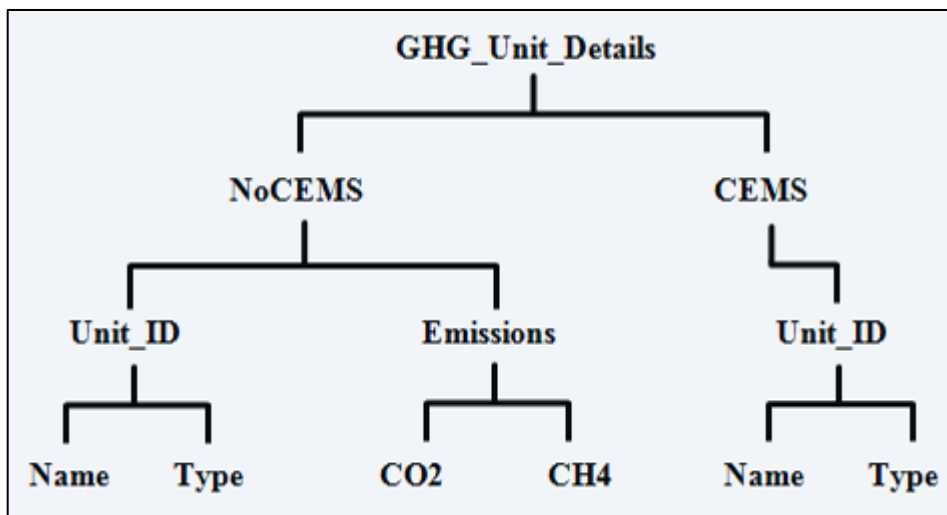 GHG_Unit_Details
NoCEMS CEMS
Unit_ID Emissions Unit_ID
Name Type CO2 CH4 Name Type